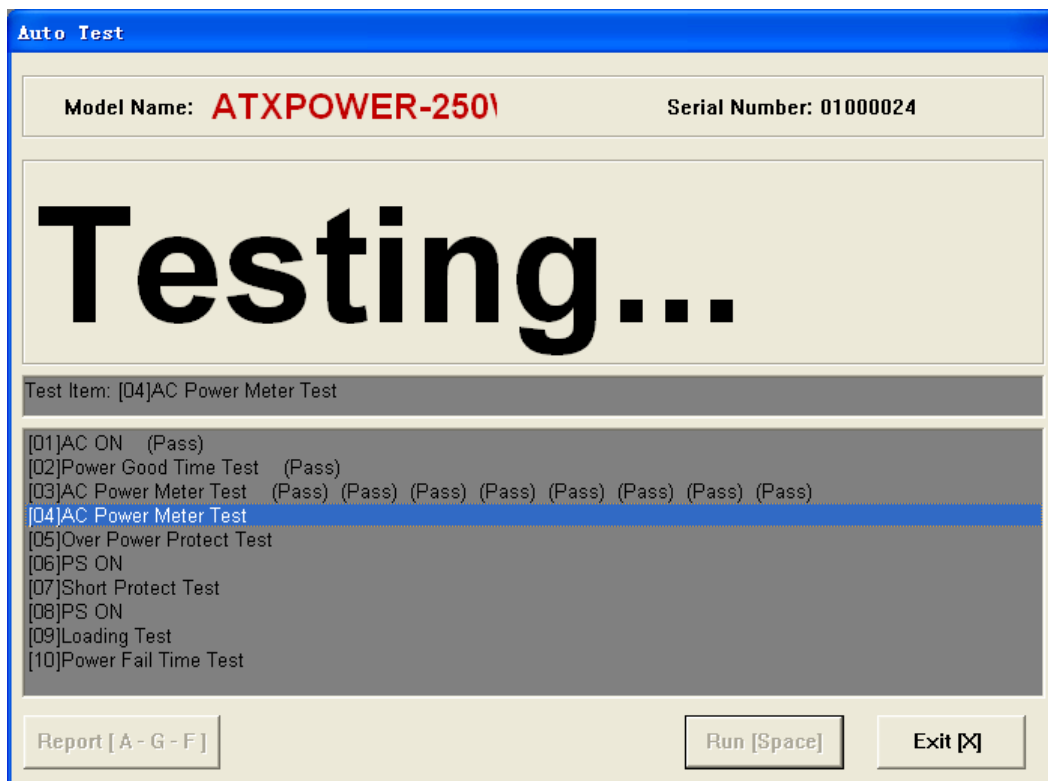 Auto Test
Model Name: ATXPOWER-250
Serial Number: 01000024
Testing...
Test Item: [04]AC Power Meter Test
[01]AC ON (Pass)
[02]Power Good Time Test (Pass)
[03]AC Power Meter Test (Pass) (Pass) (Pass) (Pass) (Pass) (Pass) (Pass) (Pass)
[04]AC Power Meter Test
[05]Over Power Protect Test
[06]PS ON
[07]Short Protect Test
[08]PS ON
[09]Loading Test
[10]Power Fail Time Test
Report [ A - G - F ]
Run [Space]
Exit [X]